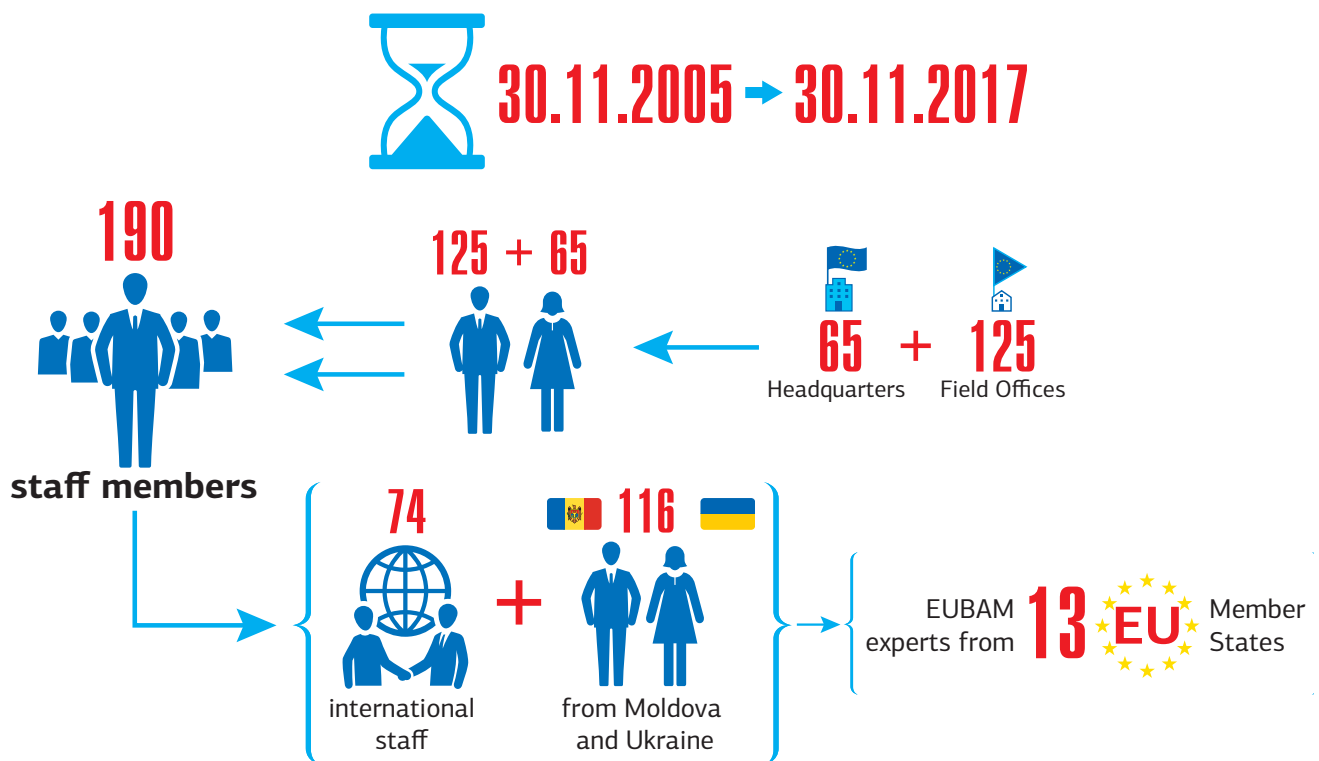 30.11.2005 30.11.2017
190
125 + 65
65 + 125
Headquarters Field Offices
staff members
74 + 116
international
staff
from Moldova
and Ukraine
EUBAM
experts from
13
EU
Member
States